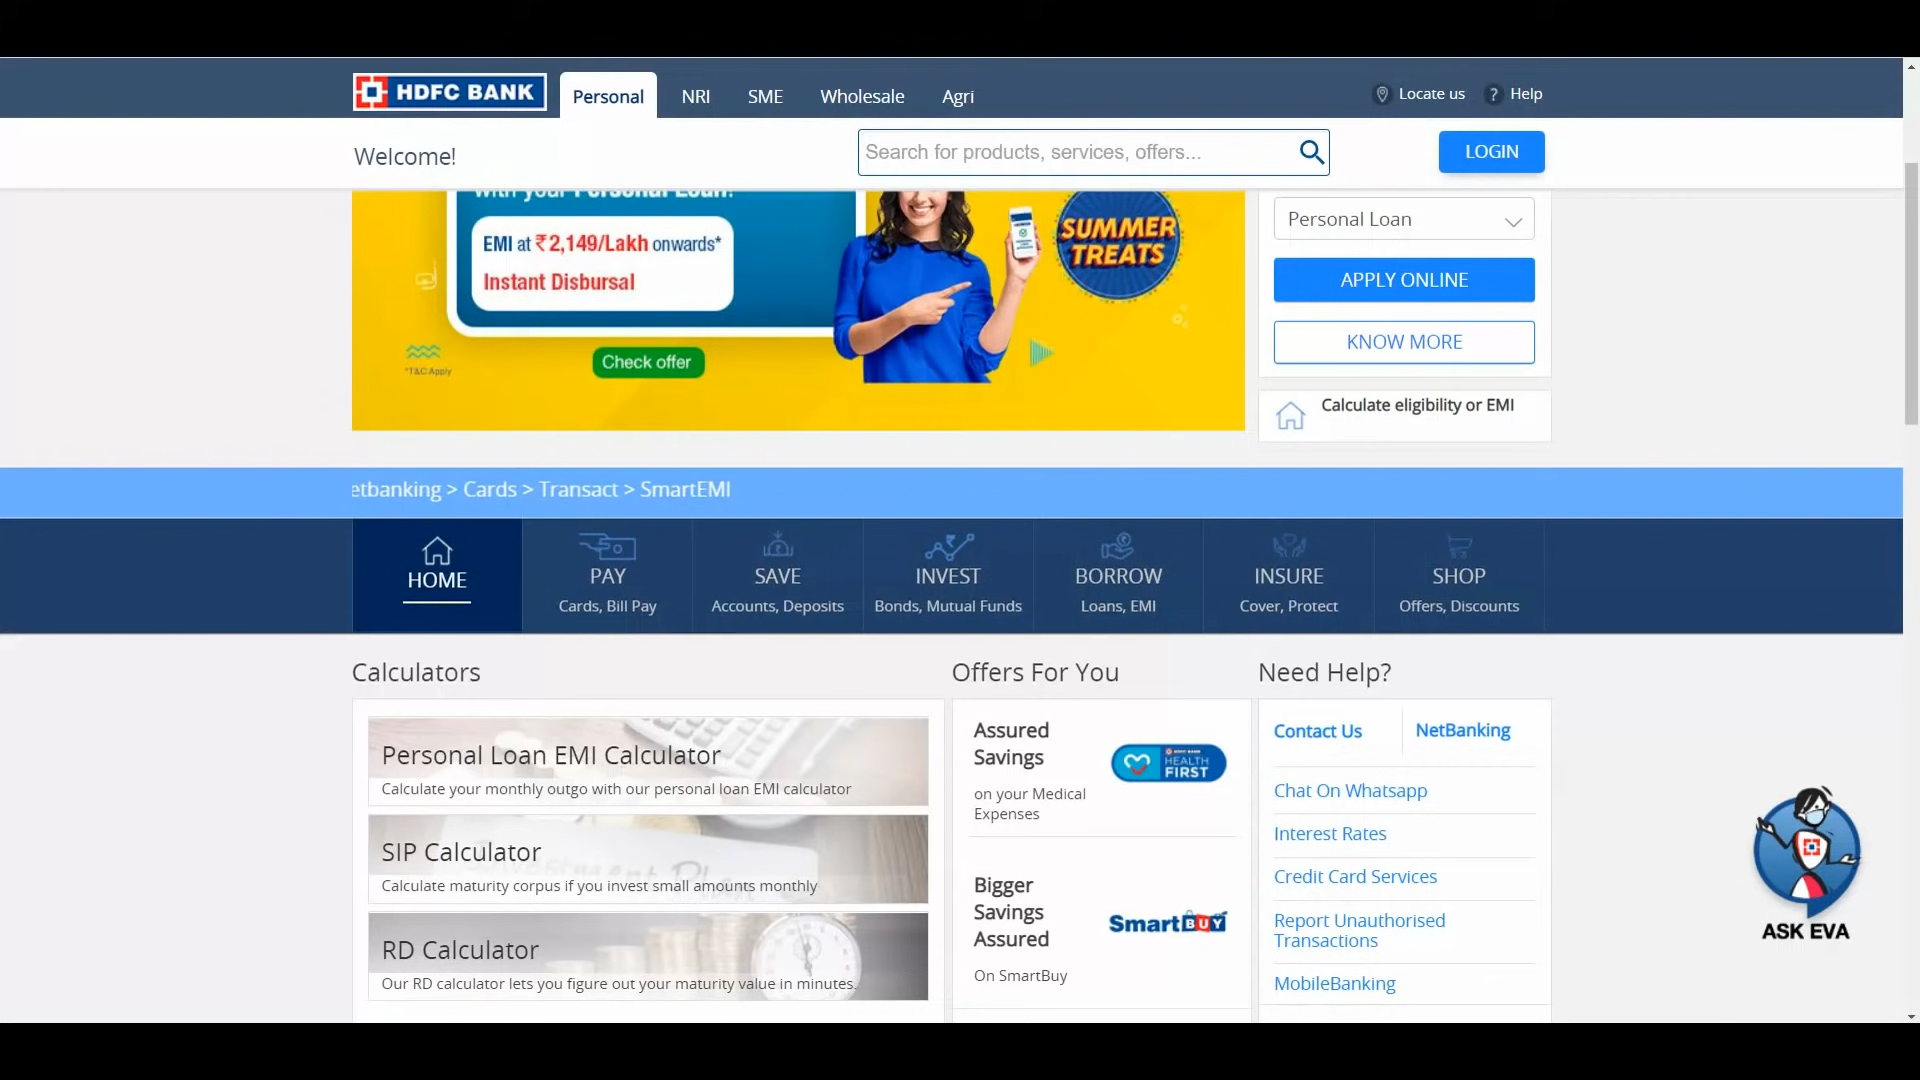 HDFC BANK
Personal
NRI
SME
Wholesale
Agri
Locate us
? Help
Welcome!
Search for products, services, offers...
LOGIN
with your Personal Loan!
EMI at ₹2,149/Lakh onwards*
Instant Disbursal
*T&C Apply
Check offer
SUMMER
TREATS
Personal Loan
APPLY ONLINE
KNOW MORE
Calculate eligibility or EMI
etbanking > Cards > Transact > SmartEMI
HOME
PAY
Cards, Bill Pay
SAVE
Accounts, Deposits
INVEST
Bonds, Mutual Funds
BORROW
Loans, EMI
INSURE
Cover, Protect
SHOP
Offers, Discounts
Calculators
Personal Loan EMI Calculator
Calculate your monthly outgo with our personal loan EMI calculator
SIP Calculator
Calculate maturity corpus if you invest small amounts monthly
RD Calculator
Our RD calculator lets you figure out your maturity value in minutes.
Offers For You
Assured
Savings
on your Medical
Expenses
HDFC BANK
HEALTH
FIRST
Bigger
Savings
Assured
On SmartBuy
SmartBUY
Need Help?
Contact Us
NetBanking
Chat On Whatsapp
Interest Rates
Credit Card Services
Report Unauthorised
Transactions
MobileBanking
ASK EVA